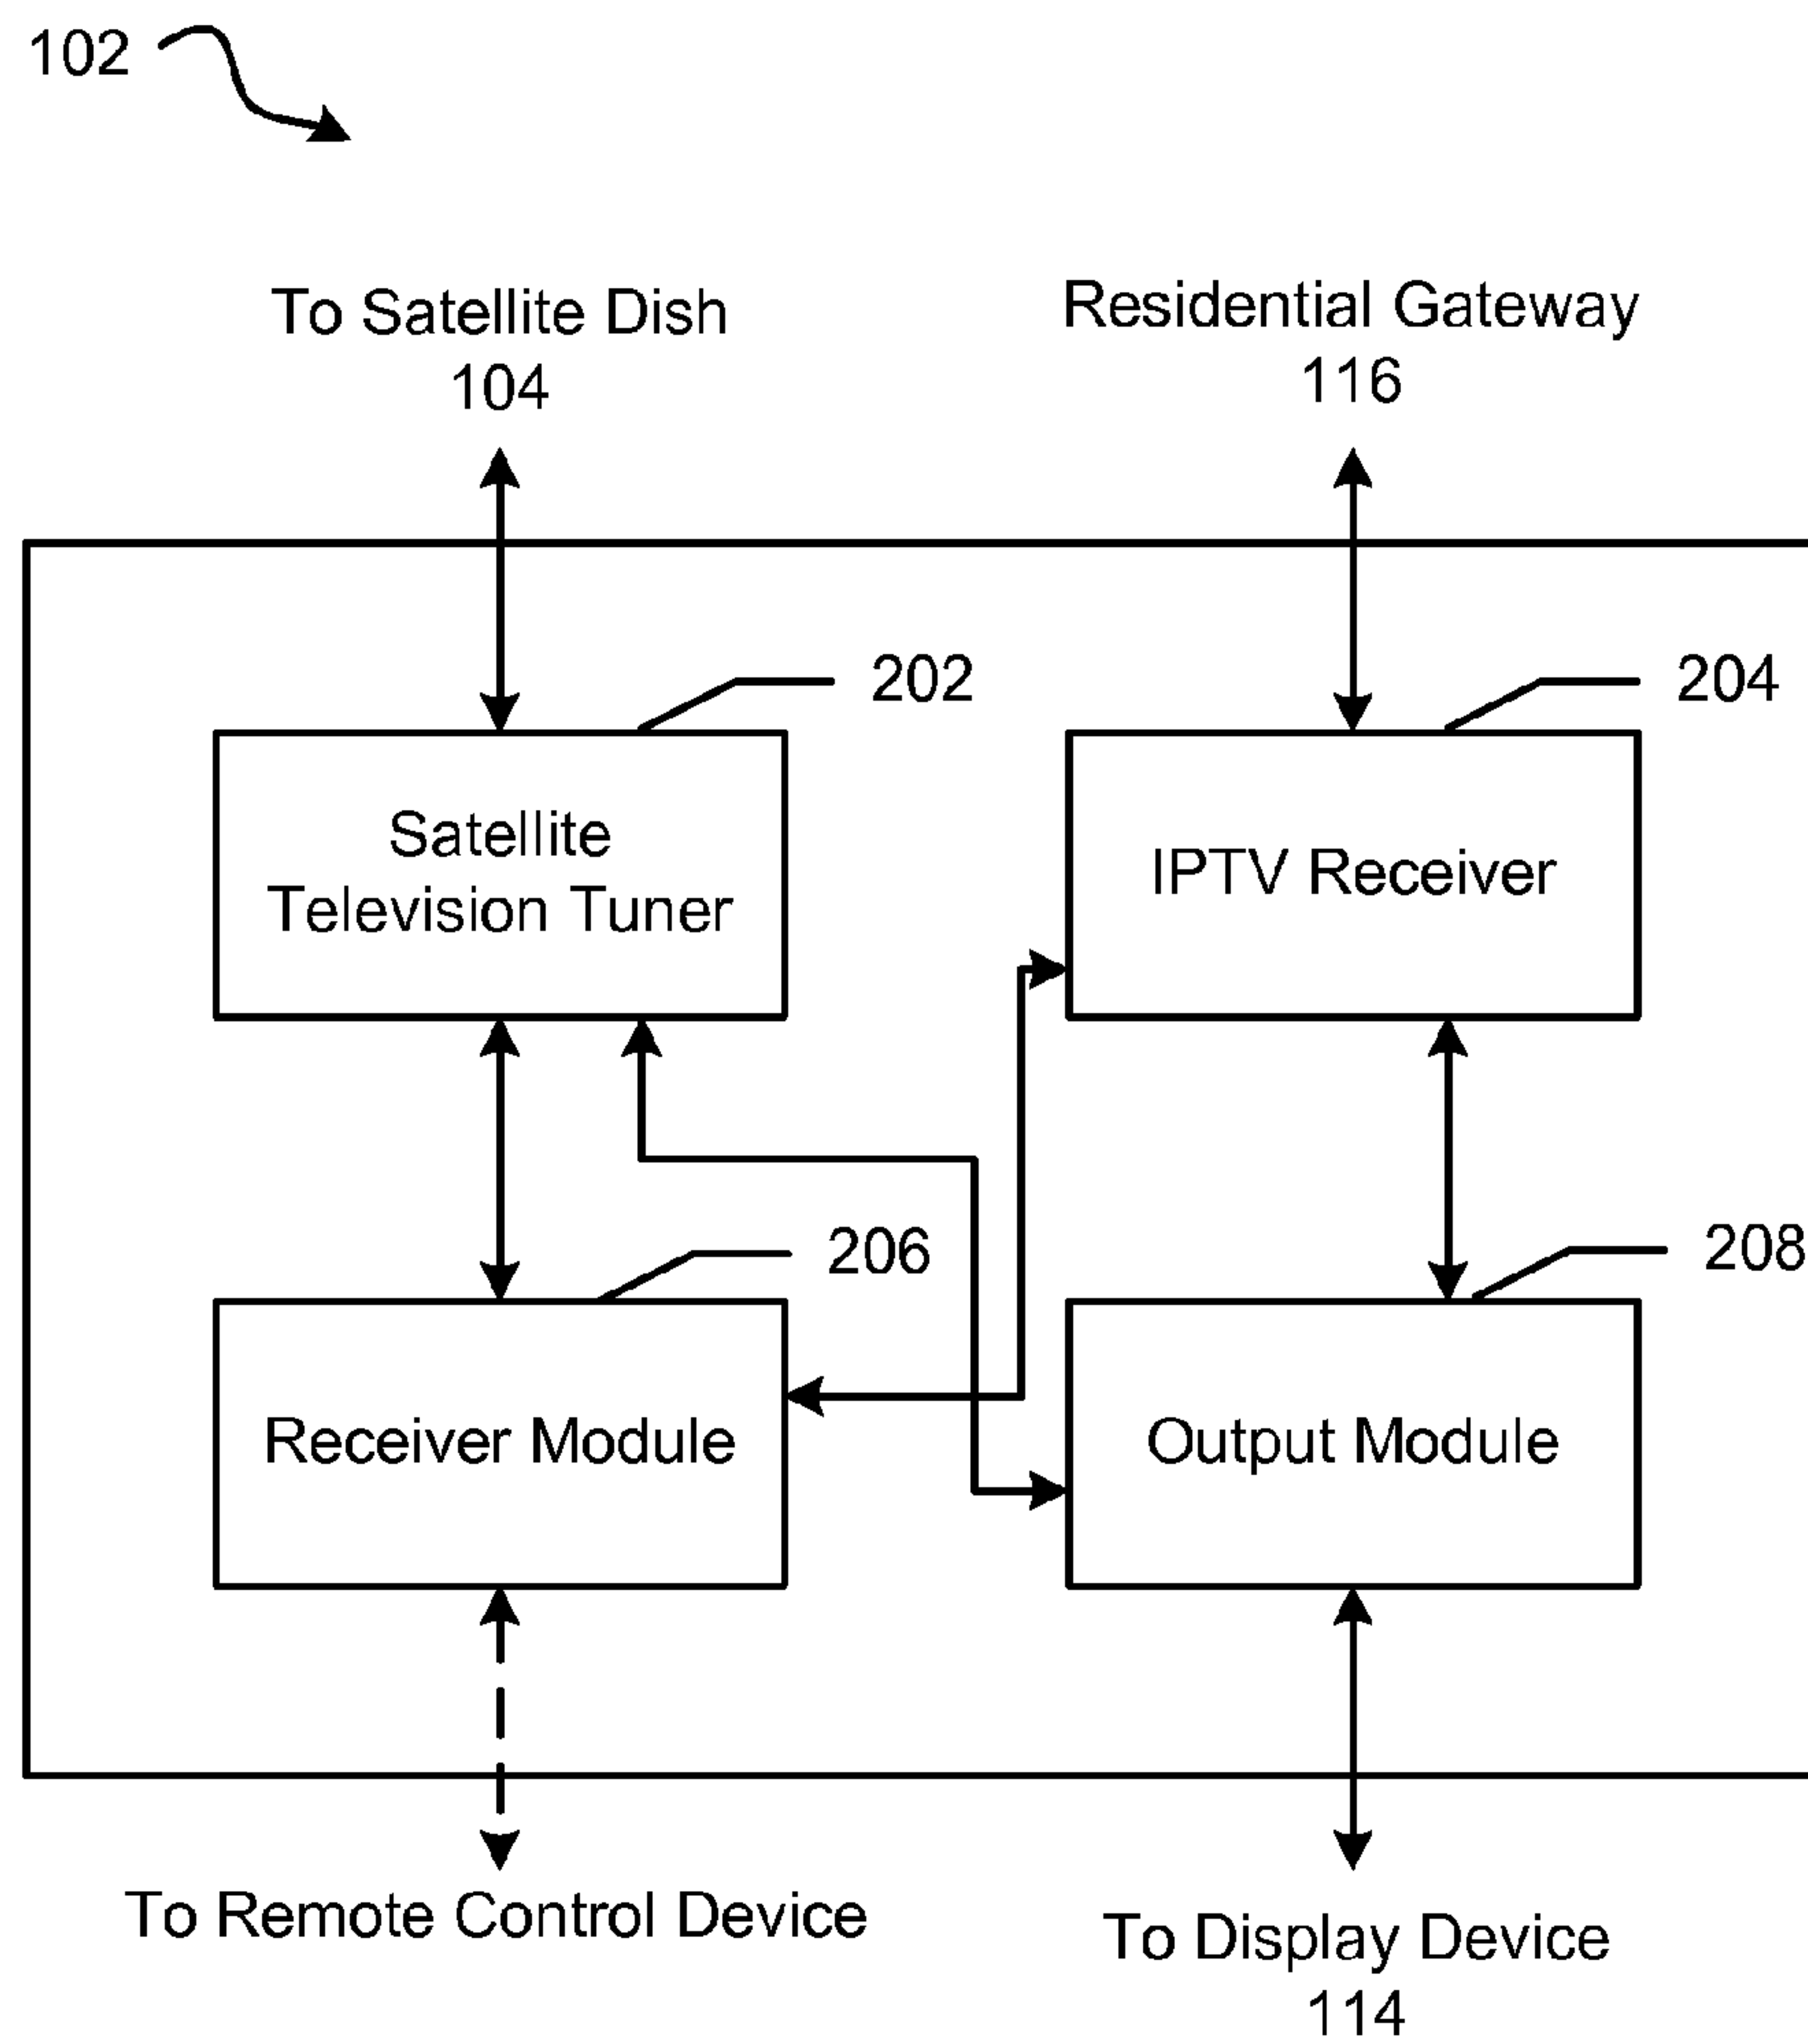 102
To Satellite Dish
104
Residential Gateway
116
202
204
Satellite
Television Tuner
IPTV Receiver
206
208
Receiver Module
Output Module
To Remote Control Device
To Display Device
114